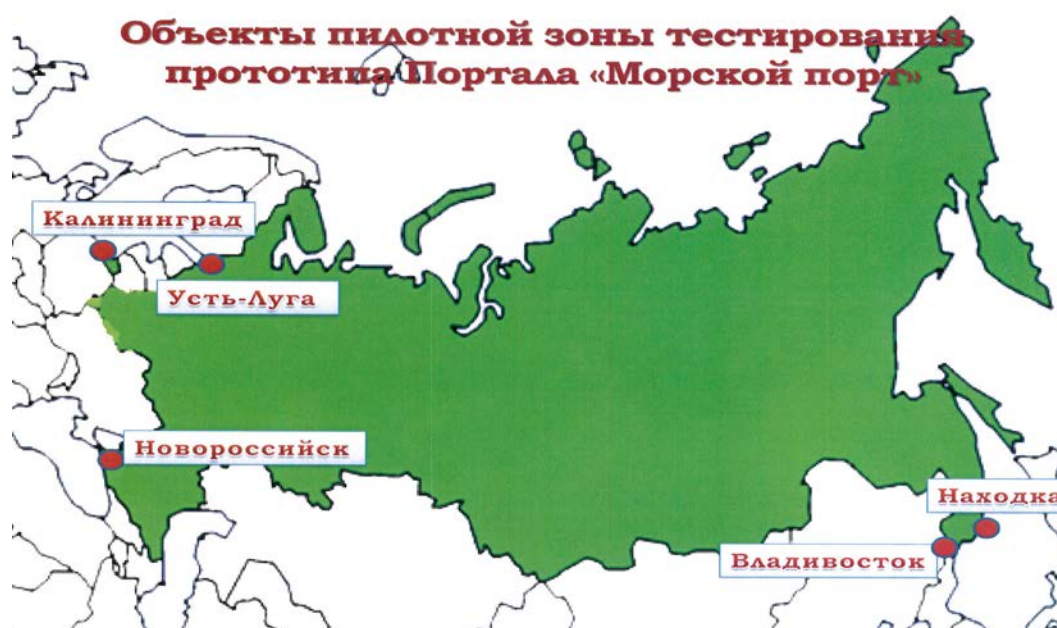 Объекты пилотной зоны тестирования
прототипа Портала «Морской порт»
Калининград
Усть-Луга
Новороссийск
Находка
Владивосток